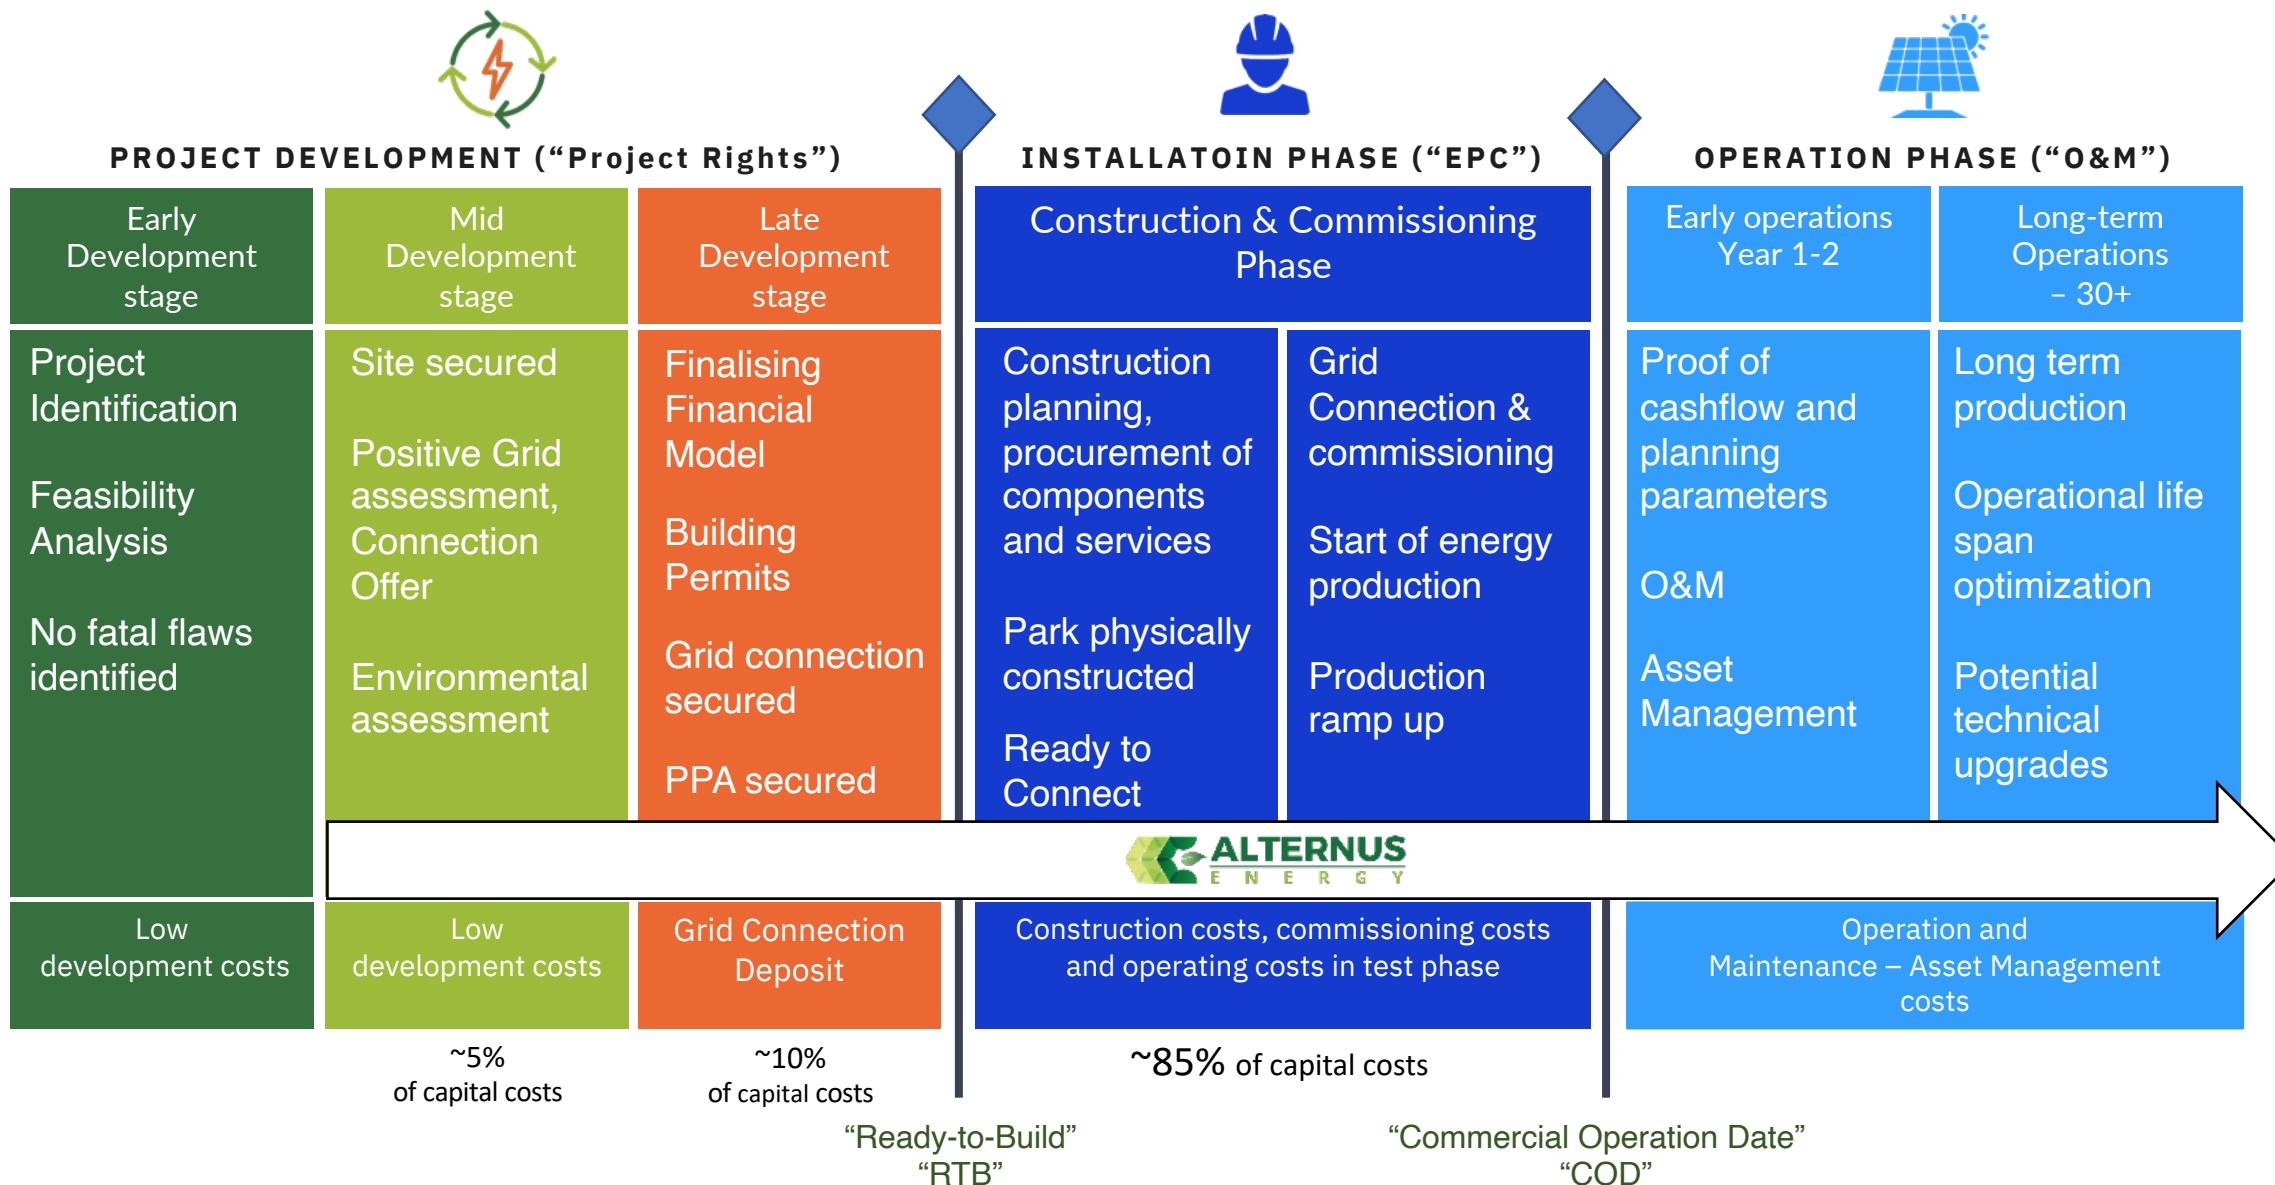 PROJECT DEVELOPMENT (“Project Rights”)
INSTALLATOIN PHASE (“EPC”)
OPERATION PHASE (“O&M”)
Early
Development
stage
Mid
Development
stage
Late
Development
stage
Construction & Commissioning
Phase
Early operations
Year 1-2
Long-term
Operations
– 30+
Project
Identification
Feasibility
Analysis
No fatal flaws
identified
Site secured
Positive Grid
assessment,
Connection
Offer
Environmental
assessment
Finalising
Financial
Model
Building
Permits
Grid connection
secured
PPA secured
Construction
planning,
procurement of
components
and services
Park physically
constructed
Ready to
Connect
Grid
Connection &
commissioning
Start of energy
production
Production
ramp up
Proof of
cashflow and
planning
parameters
O&M
Asset
Management
Long term
production
Operational life
span
optimization
Potential
technical
upgrades
ALTERNUS
ENERGY
Low
development costs
Low
development costs
Grid Connection
Deposit
Construction costs, commissioning costs
and operating costs in test phase
Operation and
Maintenance – Asset Management
costs
~5%
of capital costs
~10%
of capital costs
~85% of capital costs
“Ready-to-Build”
“RTB”
“Commercial Operation Date”
“COD”